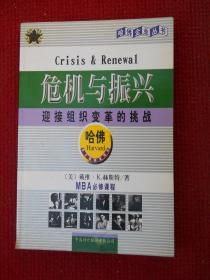 Crisis & Renewal
危机与振兴
迎接组织变革的挑战
哈佛
Harvard
(美)戴维·K.赫斯特/著
MBA必修课程